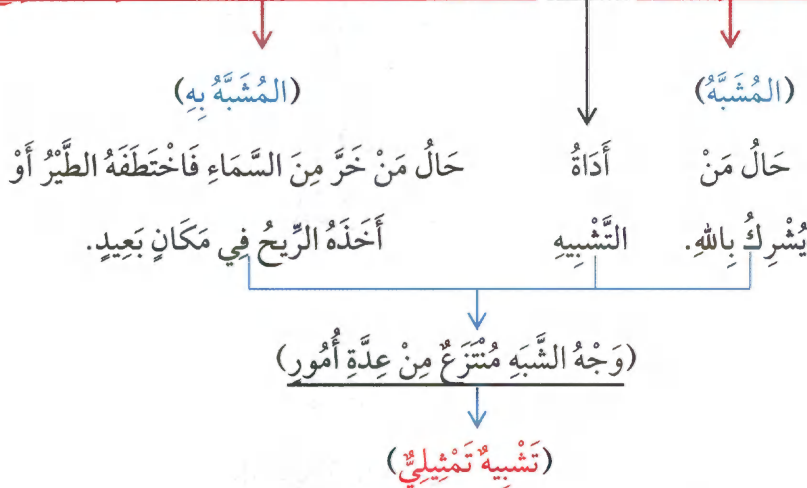 (المُشَبَّهُ) (المُشَبَّهُ بِهِ)
حَالُ مَنْ أَدَاةُ حَالُ مَنْ خَرَّ مِنَ السَّمَاءِ فَاخْتَطَفَهُ الطَّيْرُ أَوْ
يُشْرِكُ بِاللهِ. التَّشْبِيهِ أَخَذَهُ الرِّيحُ فِي مَكَانٍ بَعِيدٍ.
(وَجْهُ الشَّبَهِ مُنْتَزَعٌ مِنْ عِدَّةِ أُمُورٍ)
(تَشْبِيهٌ تَمْثِيلِيٌّ)